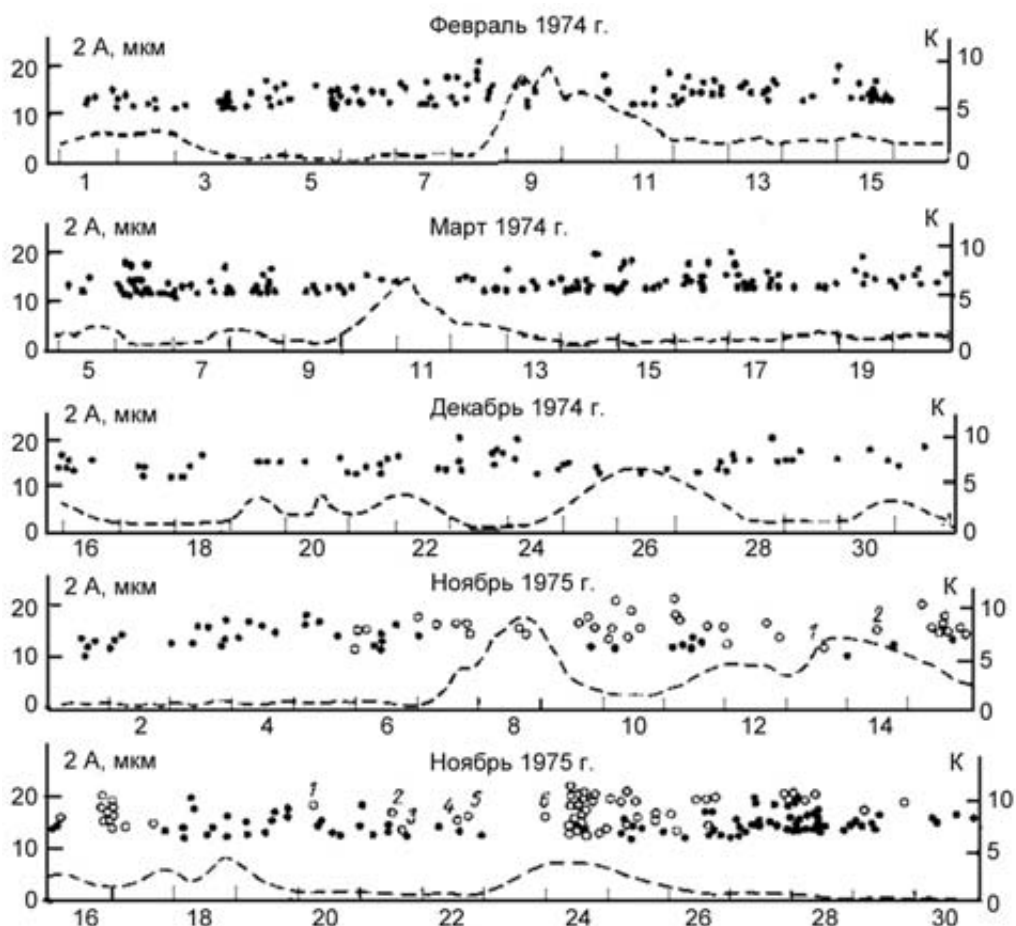 Февраль 1974 г.
2 А, мкм К
20 10
10 5
0 0
1 3 5 7 9 11 13 15
Март 1974 г.
2 А, мкм К
20 10
10 5
0 0
5 7 9 11 13 15 17 19
Декабрь 1974 г.
2 А, мкм К
20 10
10 5
0 0
16 18 20 22 24 26 28 30
Ноябрь 1975 г.
2 А, мкм К
20 1 2 10
10 5
0 0
2 4 6 8 10 12 14
Ноябрь 1975 г.
2 А, мкм К
20 1 2 3 4 5 6 10
10 5
0 0
16 18 20 22 24 26 28 30